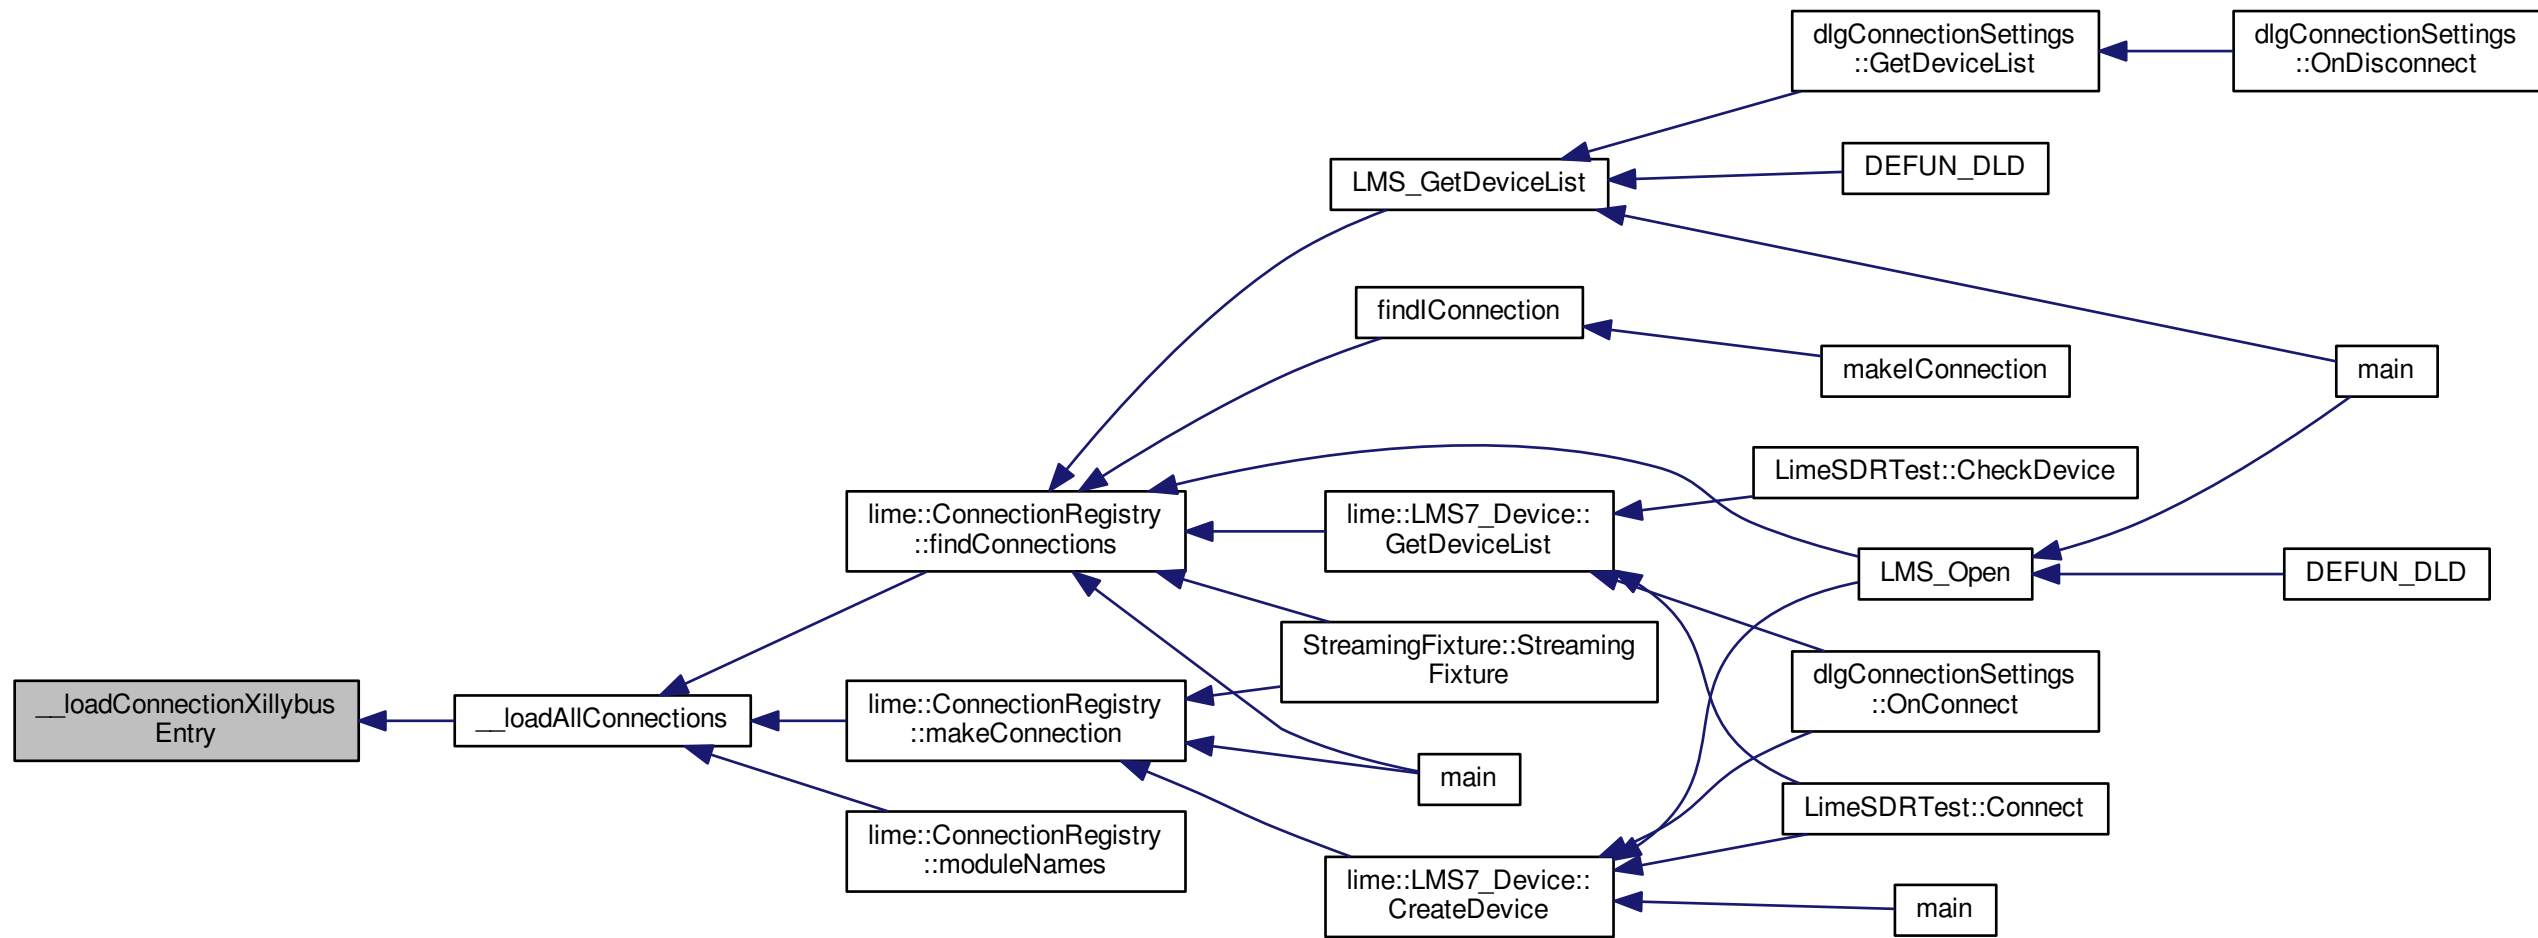 dlgConnectionSettings
::GetDeviceList
dlgConnectionSettings
::OnDisconnect
LMS_GetDeviceList
DEFUN_DLD
findIConnection
makeIConnection
main
LimeSDRTest::CheckDevice
lime::ConnectionRegistry
::findConnections
lime::LMS7_Device::
GetDeviceList
LMS_Open
DEFUN_DLD
StreamingFixture::Streaming
Fixture
dlgConnectionSettings
::OnConnect
__loadConnectionXillybus
Entry
__loadAllConnections
lime::ConnectionRegistry
::makeConnection
main
LimeSDRTest::Connect
lime::ConnectionRegistry
::moduleNames
lime::LMS7_Device::
CreateDevice
main